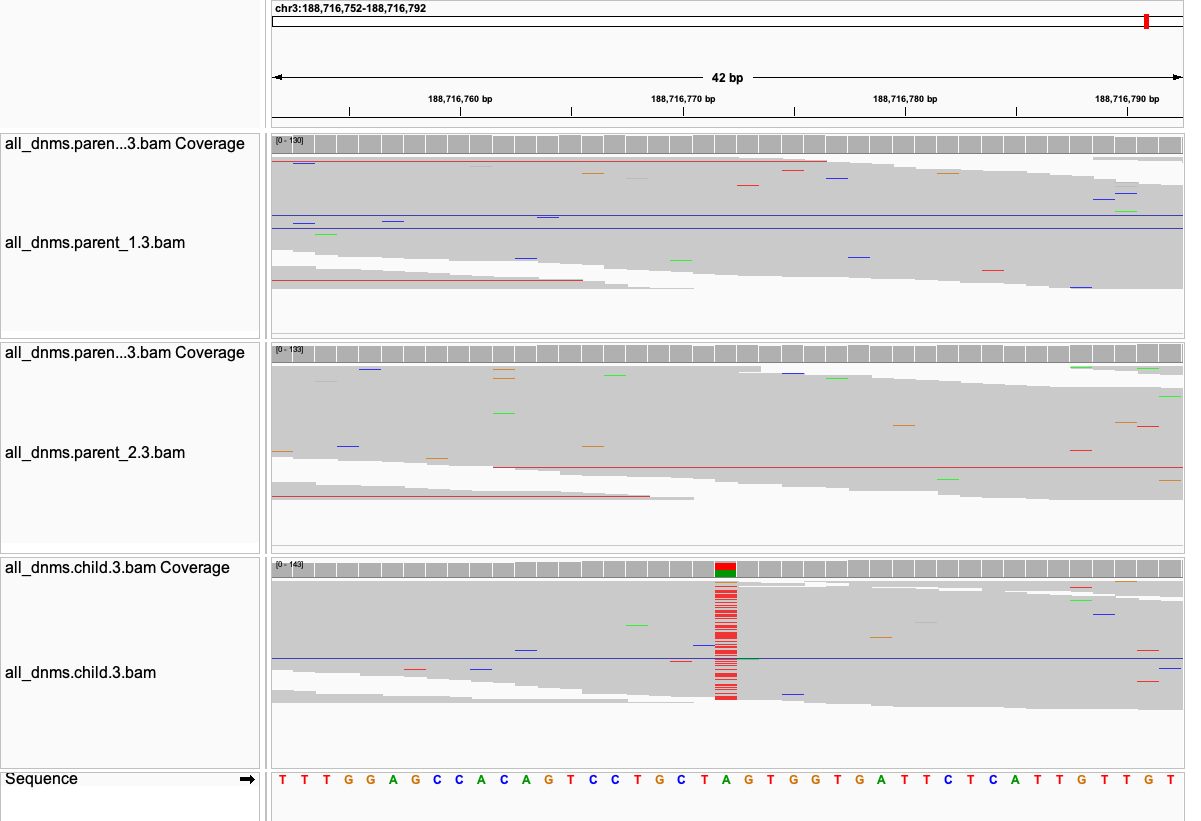 chr3:188,716,752-188,716,792
42 bp
188,716,760 bp 188,716,770 bp 188,716,780 bp 188,716,790 bp
all_dnms.paren...3.bam Coverage
[0 - 130]
all_dnms.parent_1.3.bam
all_dnms.paren...3.bam Coverage
[0 - 133]
all_dnms.parent_2.3.bam
all_dnms.child.3.bam Coverage
[0 - 143]
all_dnms.child.3.bam
Sequence T T T G G A G C C A C A G T C C T G C T A G T G G T G A T T C T C A T T G T T G T